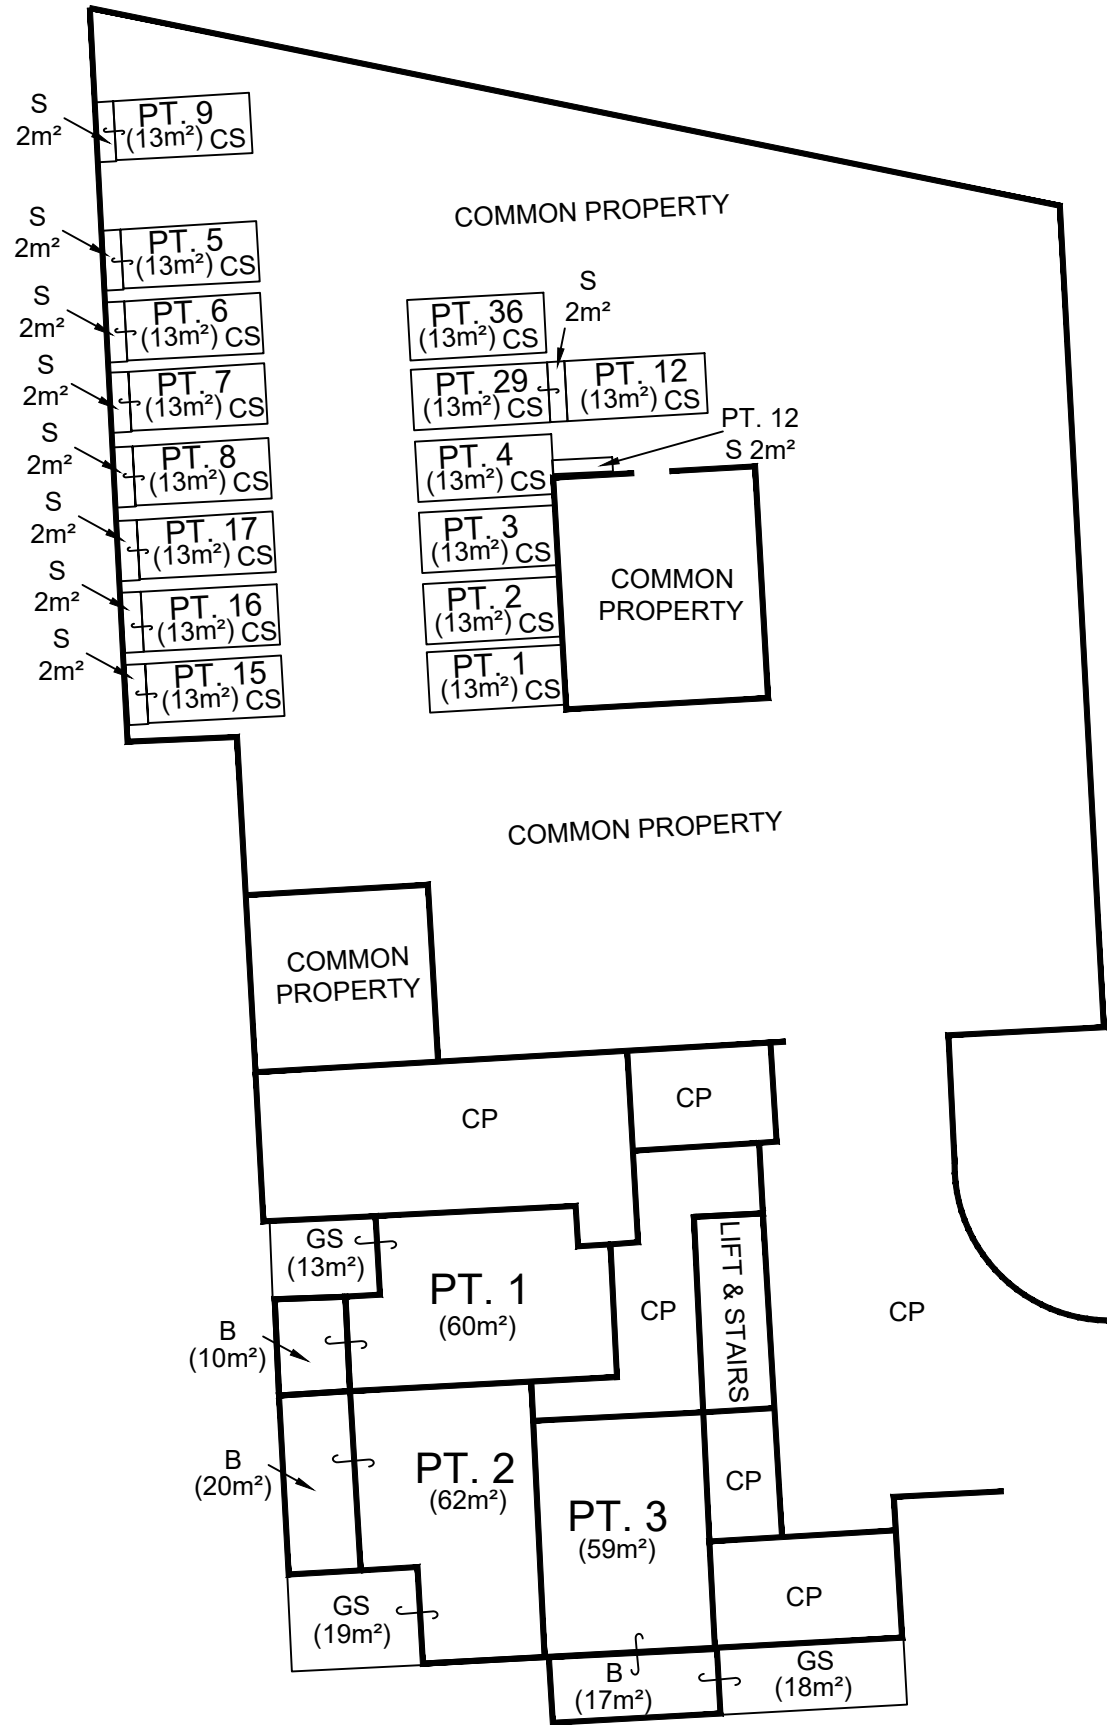 S
2m²
PT. 9
(13m²) CS
COMMON PROPERTY
S
2m²
PT. 5
(13m²) CS
S
2m²
PT. 6
(13m²) CS
PT. 36
(13m²) CS
S
2m²
S
2m²
PT. 7
(13m²) CS
PT. 29
(13m²) CS
PT. 12
(13m²) CS
PT. 12
S 2m²
S
2m²
PT. 8
(13m²) CS
PT. 4
(13m²) CS
S
2m²
PT. 17
(13m²) CS
PT. 3
(13m²) CS
S
2m²
PT. 16
(13m²) CS
PT. 2
(13m²) CS
COMMON
PROPERTY
S
2m²
PT. 15
(13m²) CS
PT. 1
(13m²) CS
COMMON PROPERTY
COMMON
PROPERTY
CP
CP
GS
(13m²)
PT. 1
(60m²)
CP
LIFT & STAIRS
CP
B
(10m²)
B
(20m²)
PT. 2
(62m²)
PT. 3
(59m²)
CP
CP
GS
(19m²)
B
(17m²)
GS
(18m²)